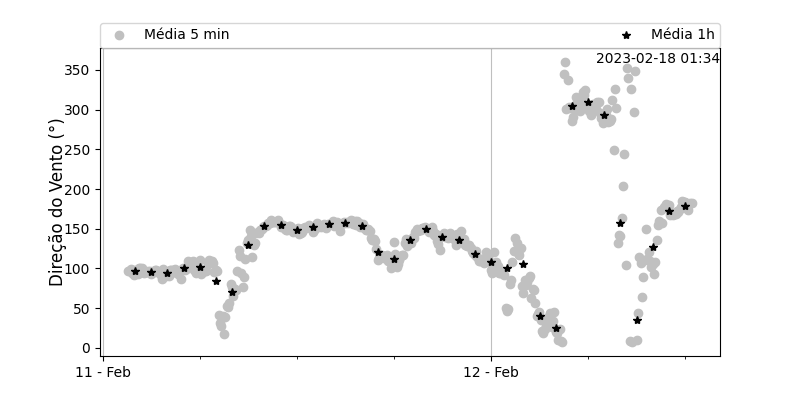 Média 5 min
Média 1h
2023-02-18 01:34
Direção do Vento (°)
350
300
250
200
150
100
50
0
11 - Feb
12 - Feb